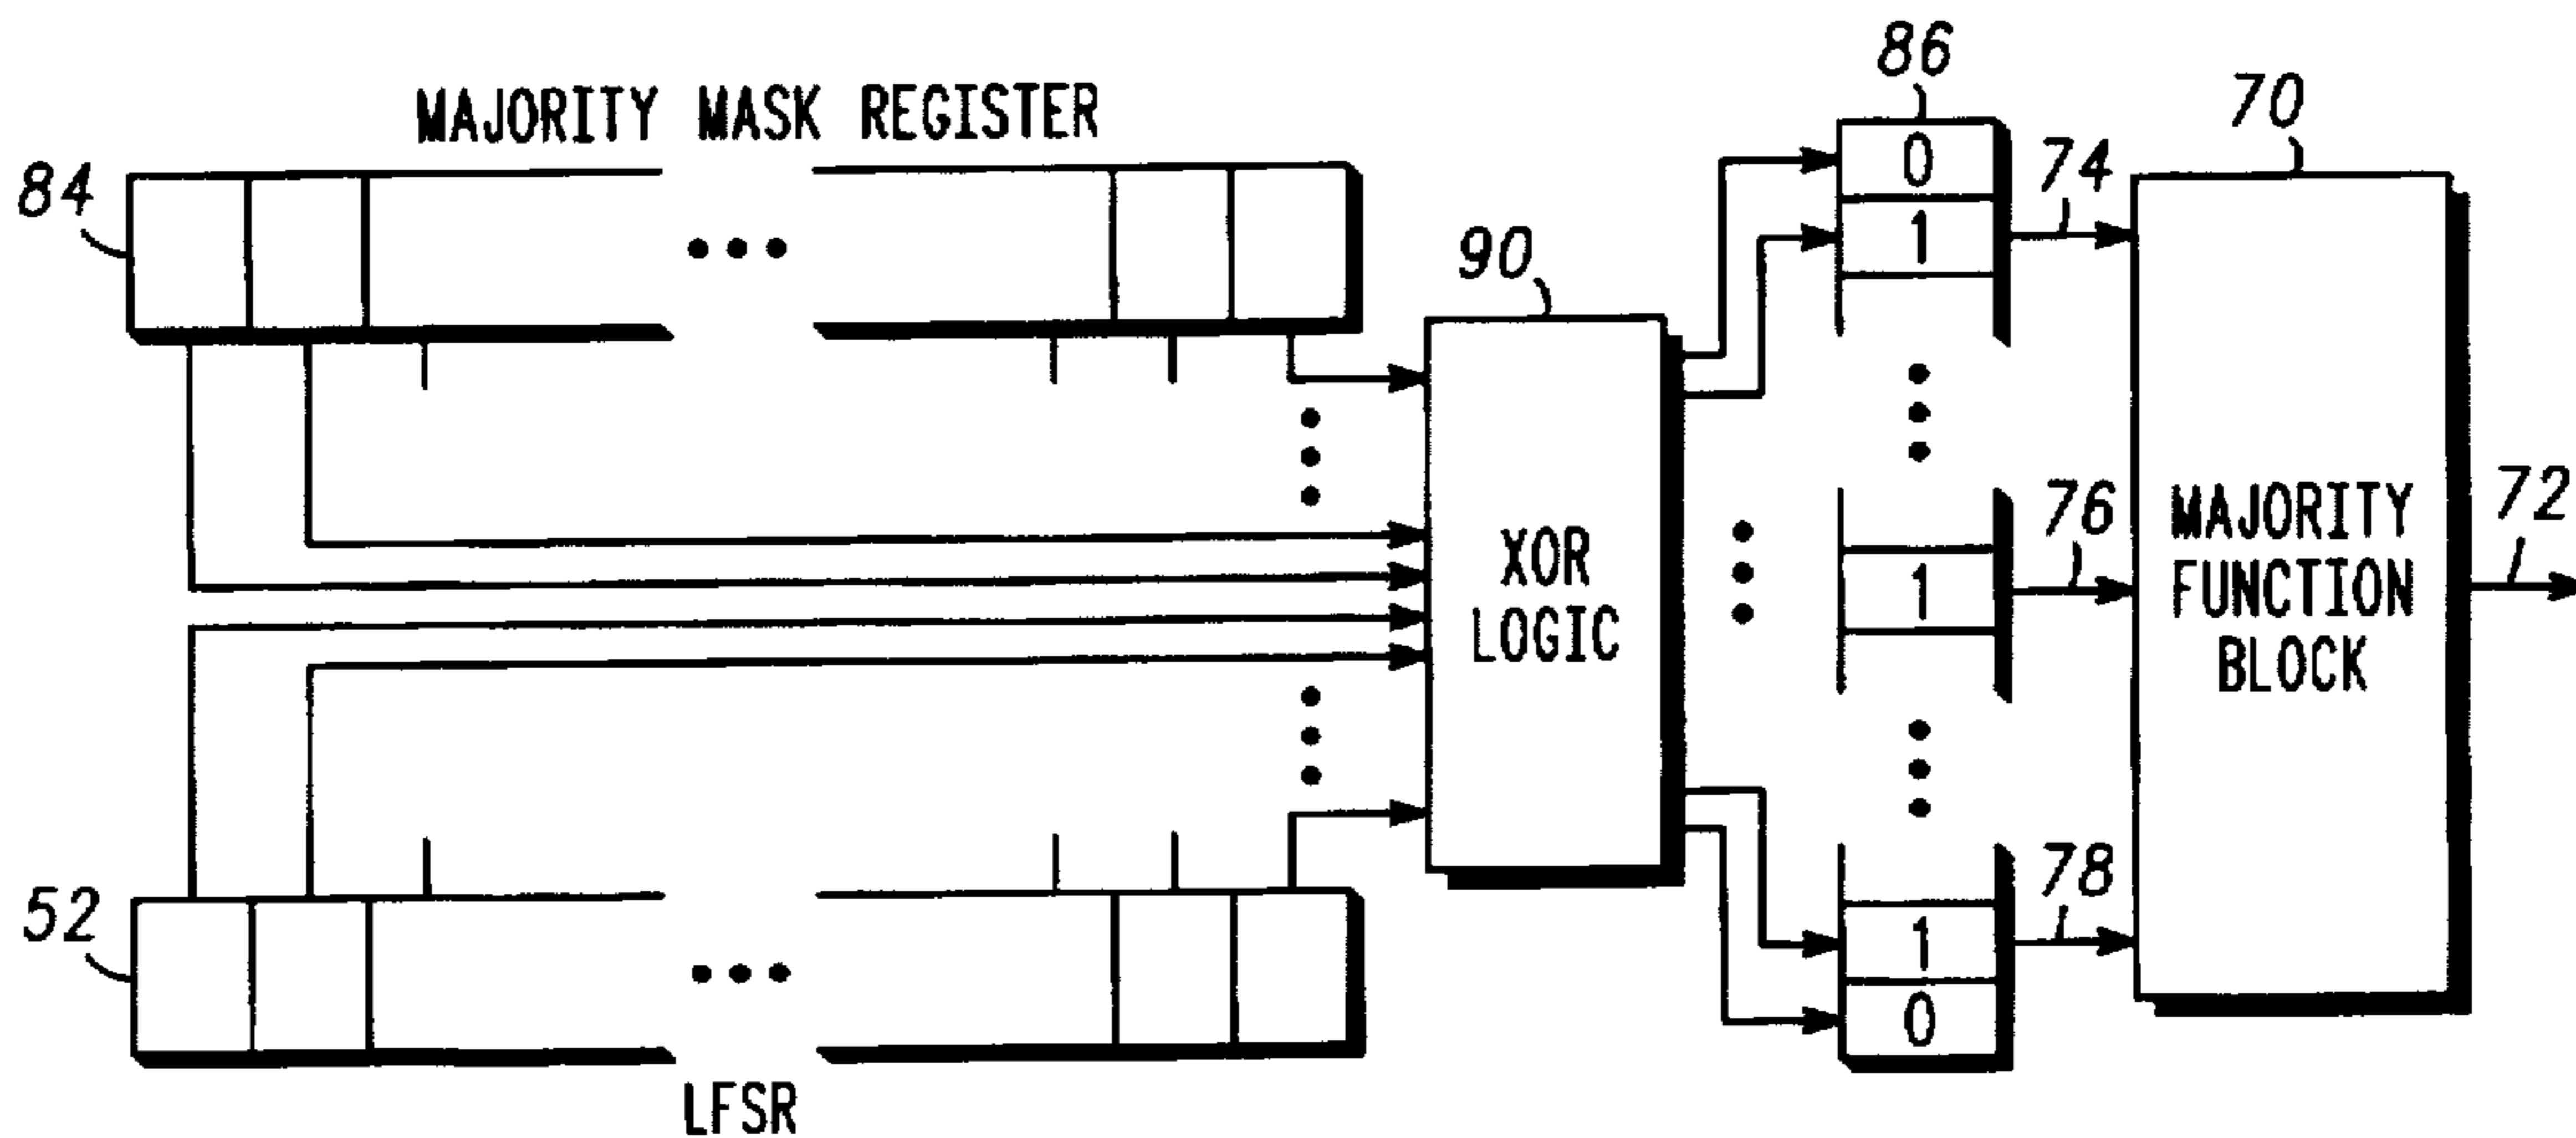 86
MAJORITY MASK REGISTER
70
84
0
74
1
90
76
72
XOR
LOGIC
1
MAJORITY
FUNCTION
BLOCK
52
78
1
0
LFSR